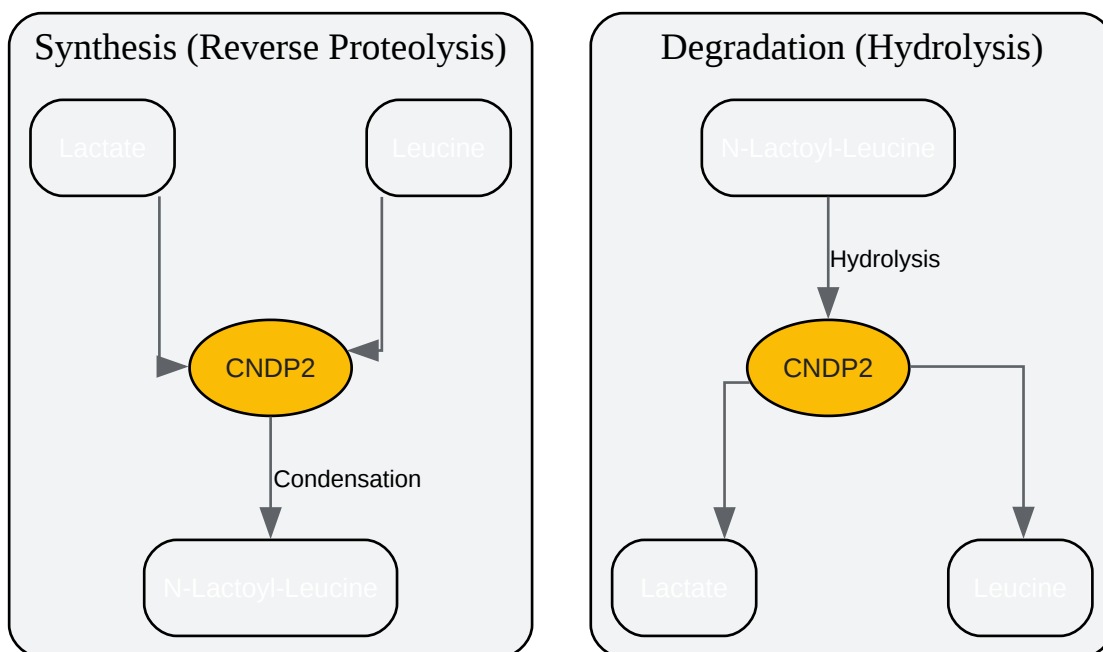 Synthesis (Reverse Proteolysis)
Lactate
Leucine
CNDP2
Condensation
N-Lactoyl-Leucine
Degradation (Hydrolysis)
N-Lactoyl-Leucine
Hydrolysis
CNDP2
Lactate
Leucine